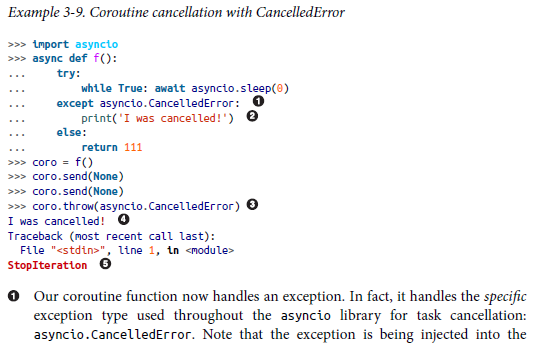 Example 3-9. Coroutine cancellation with CancelledError
>>> import asyncio
>>> async def f():
...     try:
...         while True: await asyncio.sleep(0)
...     except asyncio.CancelledError: ❶
...         print('I was cancelled!') ❷
...     else:
...         return 111
>>> coro = f()
>>> coro.send(None)
>>> coro.send(None)
>>> coro.throw(asyncio.CancelledError) ❸
I was cancelled! ❹
Traceback (most recent call last):
  File "<stdin>", line 1, in <module>
StopIteration ❺
❶ Our coroutine function now handles an exception. In fact, it handles the specific
exception type used throughout the asyncio library for task cancellation:
asyncio.CancelledError. Note that the exception is being injected into the